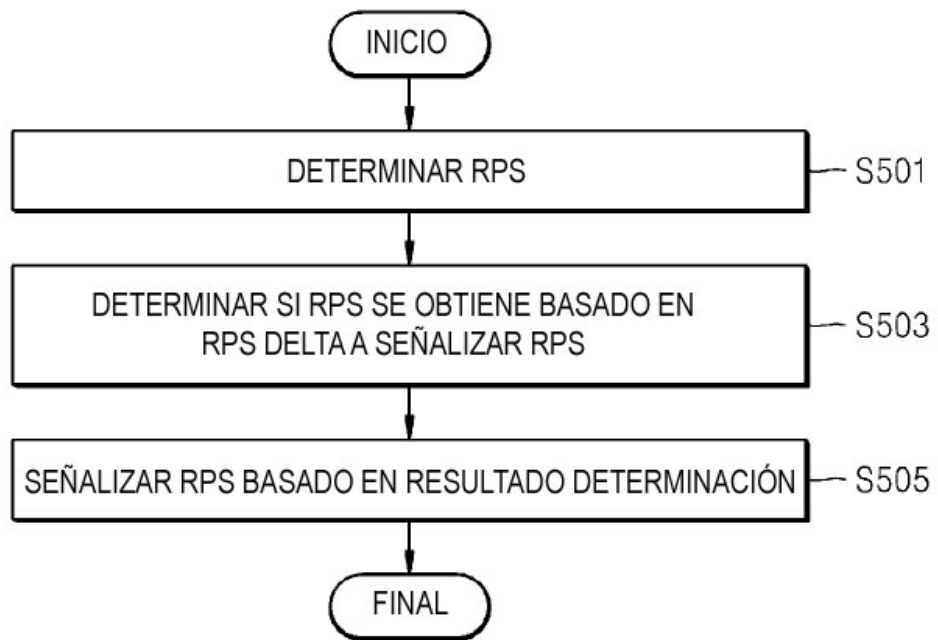 INICIO
DETERMINAR RPS
S501
DETERMINAR SI RPS SE OBTIENE BASADO EN
RPS DELTA A SEÑALIZAR RPS
S503
SEÑALIZAR RPS BASADO EN RESULTADO DETERMINACIÓN
S505
FINAL